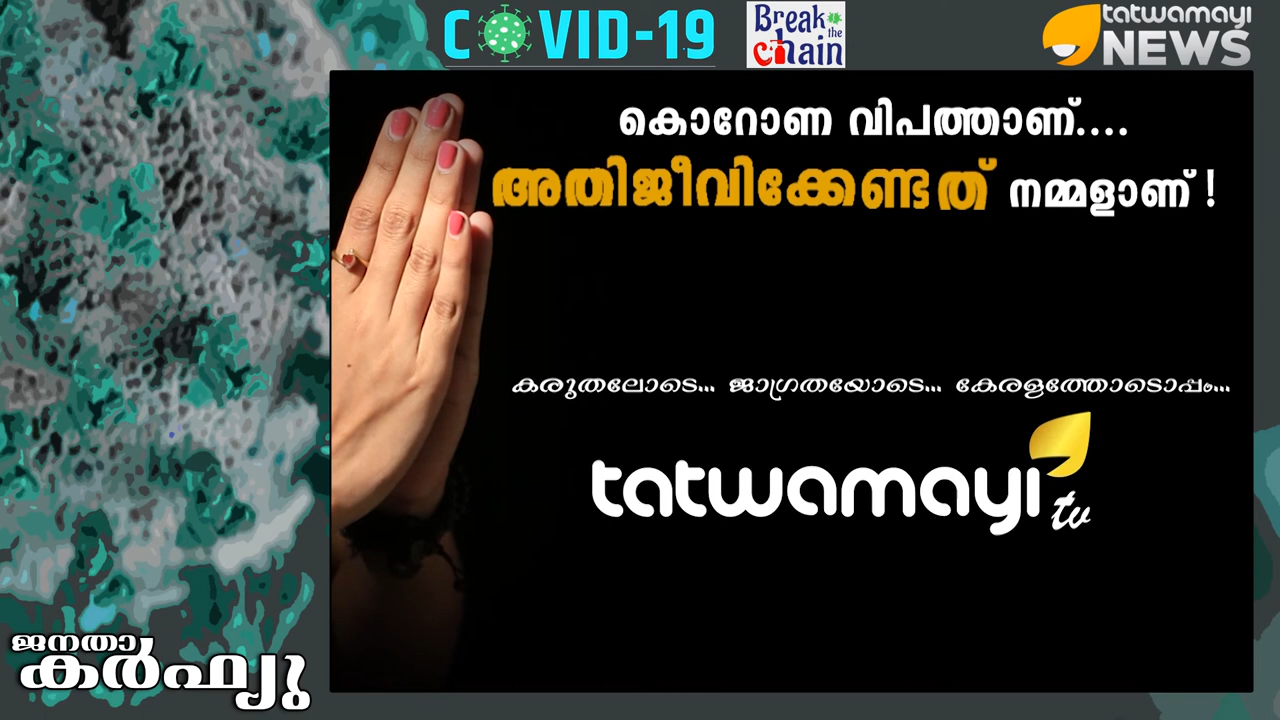 COVID-19
Break the chain
tatwamayi
NEWS
കൊറോണ വിപത്താണ്....
അതിജീവിക്കേണ്ടത് നമ്മളാണ് !
കരുതലോടെ... ജാഗ്രതയോടെ... കേരളത്തോടൊപ്പം...
tatwamayi
tv
ജനതാ
കർഫ്യു